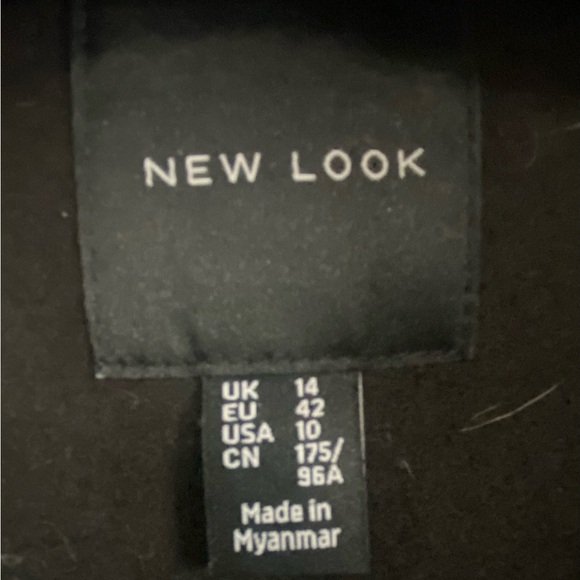 NEW LOOK
UK 14
EU 42
USA 10
CN 175/
96A
Made in
Myanmar